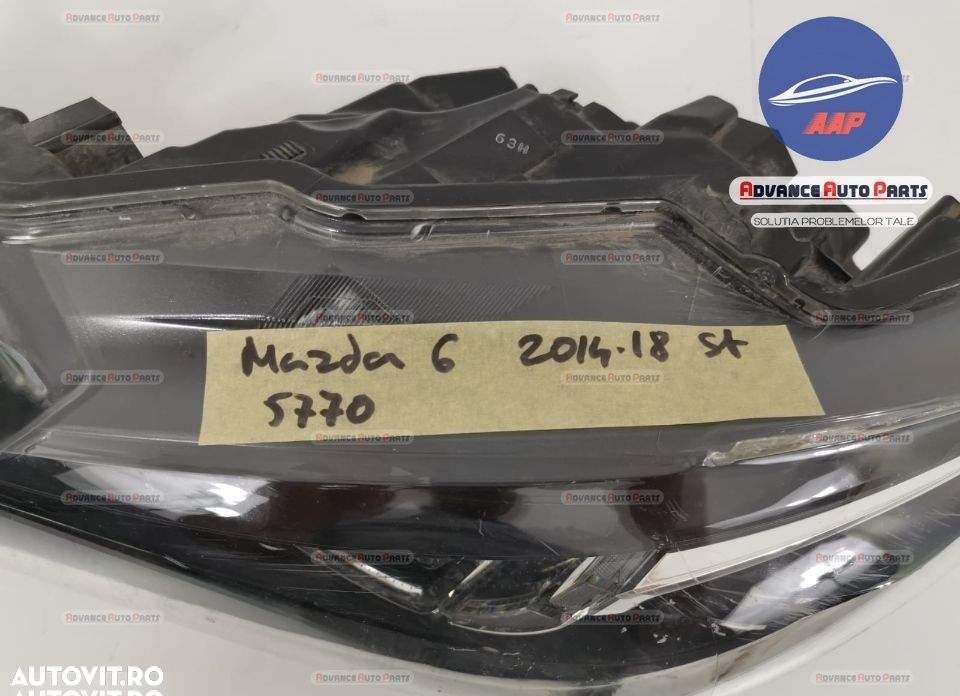 AAP
ADVANCE AUTO PARTS
SOLUTIA PROBLEMELOR TALE
63H
Mazda 6 2014-18 st
5770
AUTOVIT.RO